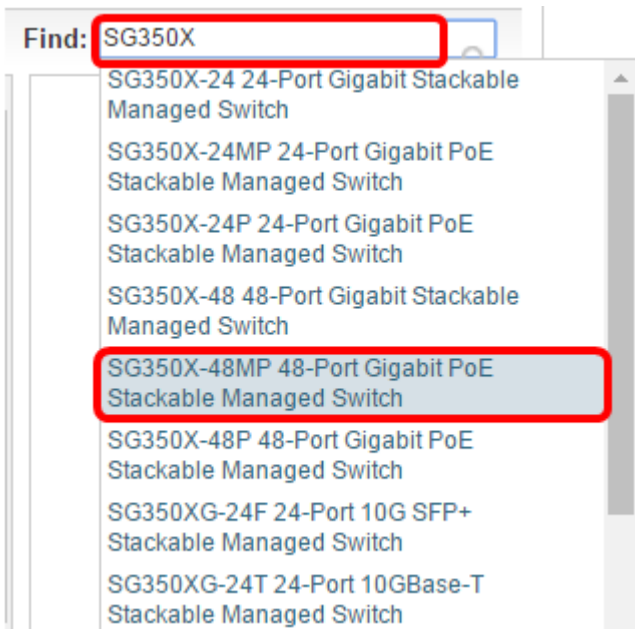 Find: SG350X
SG350X-24 24-Port Gigabit Stackable
Managed Switch
SG350X-24MP 24-Port Gigabit PoE
Stackable Managed Switch
SG350X-24P 24-Port Gigabit PoE
Stackable Managed Switch
SG350X-48 48-Port Gigabit Stackable
Managed Switch
SG350X-48MP 48-Port Gigabit PoE
Stackable Managed Switch
SG350X-48P 48-Port Gigabit PoE
Stackable Managed Switch
SG350XG-24F 24-Port 10G SFP+
Stackable Managed Switch
SG350XG-24T 24-Port 10GBase-T
Stackable Managed Switch